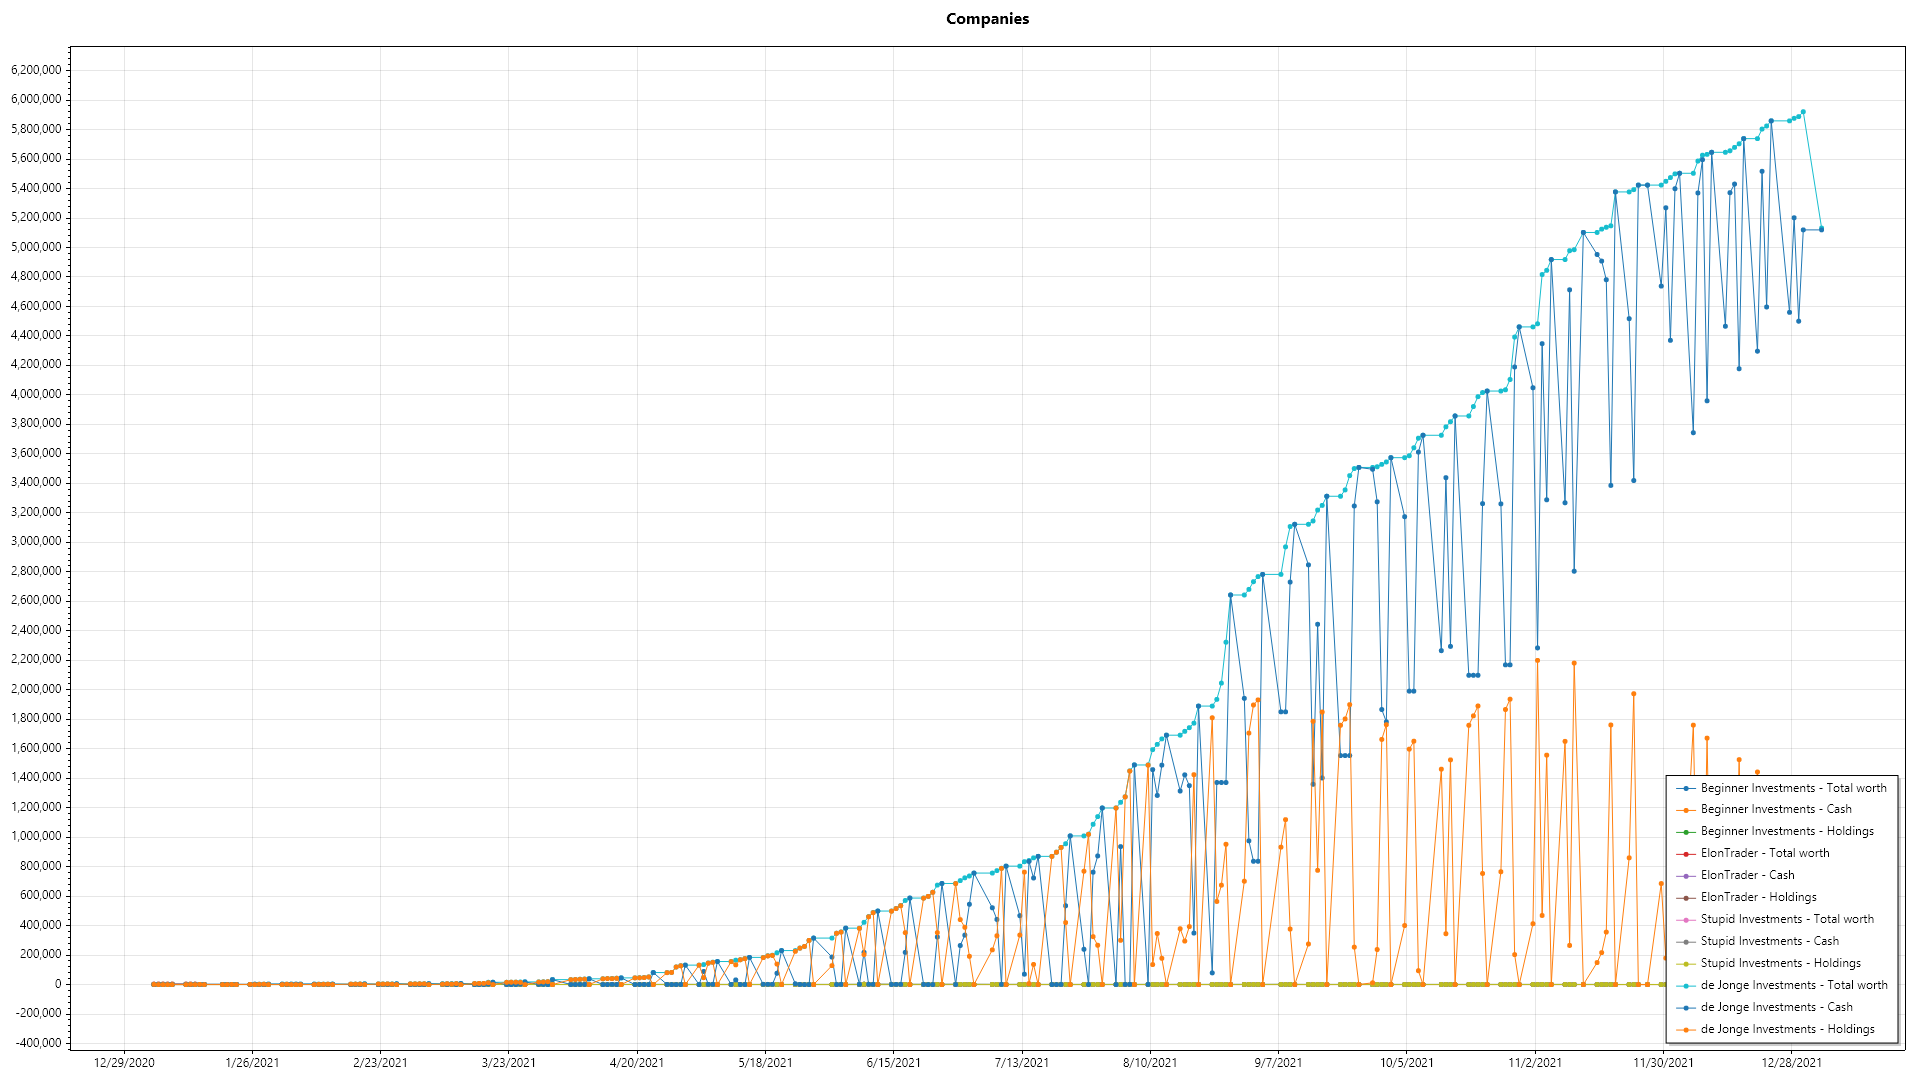 Companies
6,200,000
6,000,000
5,800,000
5,600,000
5,400,000
5,200,000
5,000,000
4,800,000
4,600,000
4,400,000
4,200,000
4,000,000
3,800,000
3,600,000
3,400,000
3,200,000
3,000,000
2,800,000
2,600,000
2,400,000
2,200,000
2,000,000
1,800,000
1,600,000
1,400,000
1,200,000
1,000,000
800,000
600,000
400,000
200,000
0
-200,000
-400,000
Beginner Investments - Total worth
Beginner Investments - Cash
Beginner Investments - Holdings
ElonTrader - Total worth
ElonTrader - Cash
ElonTrader - Holdings
Stupid Investments - Total worth
Stupid Investments - Cash
Stupid Investments - Holdings
de Jonge Investments - Total worth
de Jonge Investments - Cash
de Jonge Investments - Holdings
12/29/2020 1/26/2021 2/23/2021 3/23/2021 4/20/2021 5/18/2021 6/15/2021 7/13/2021 8/10/2021 9/7/2021 10/5/2021 11/2/2021 11/30/2021 12/28/2021